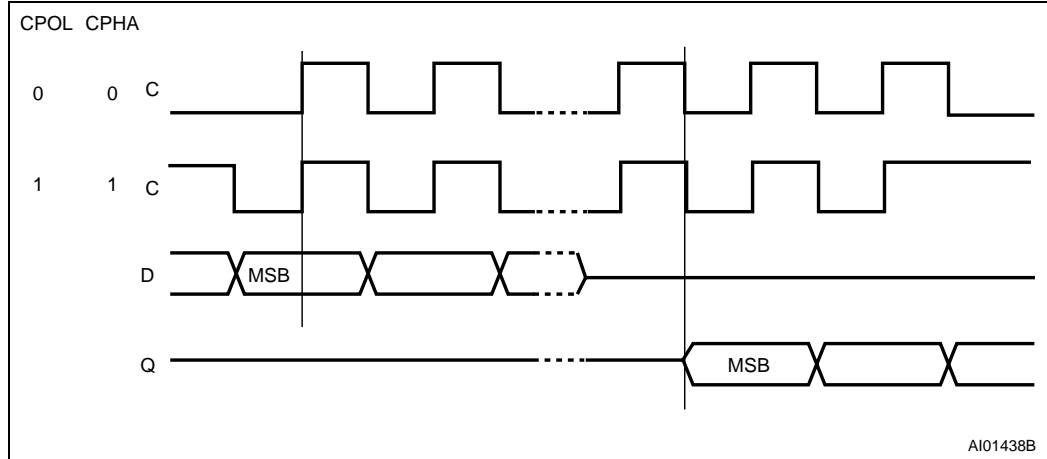 CPOL CPHA
0 0 C
1 1 C
D MSB
Q MSB
AI01438B